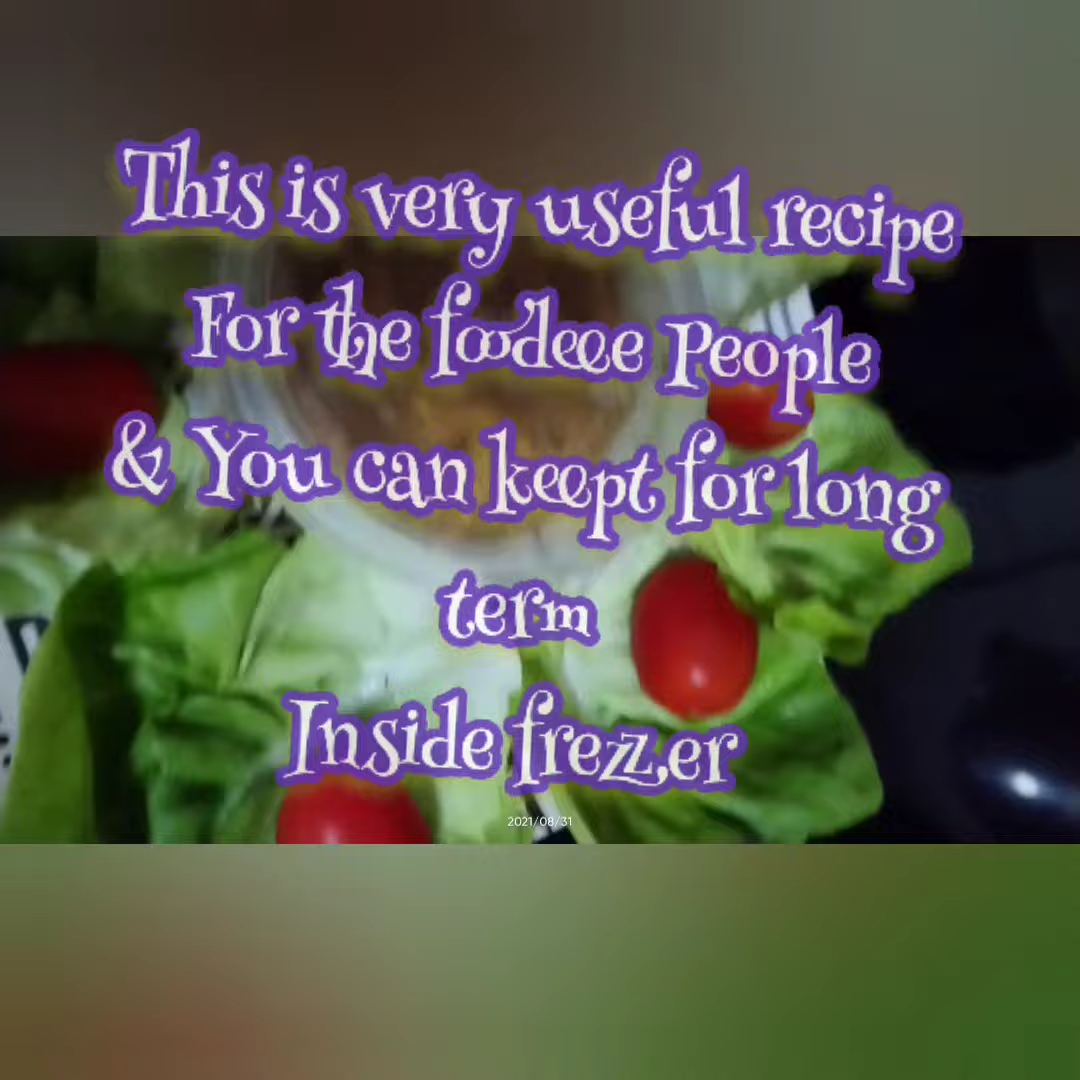 This is very useful recipe
For the foodeee People
& You can keept for long
term
Inside frezzer
2021/08/31